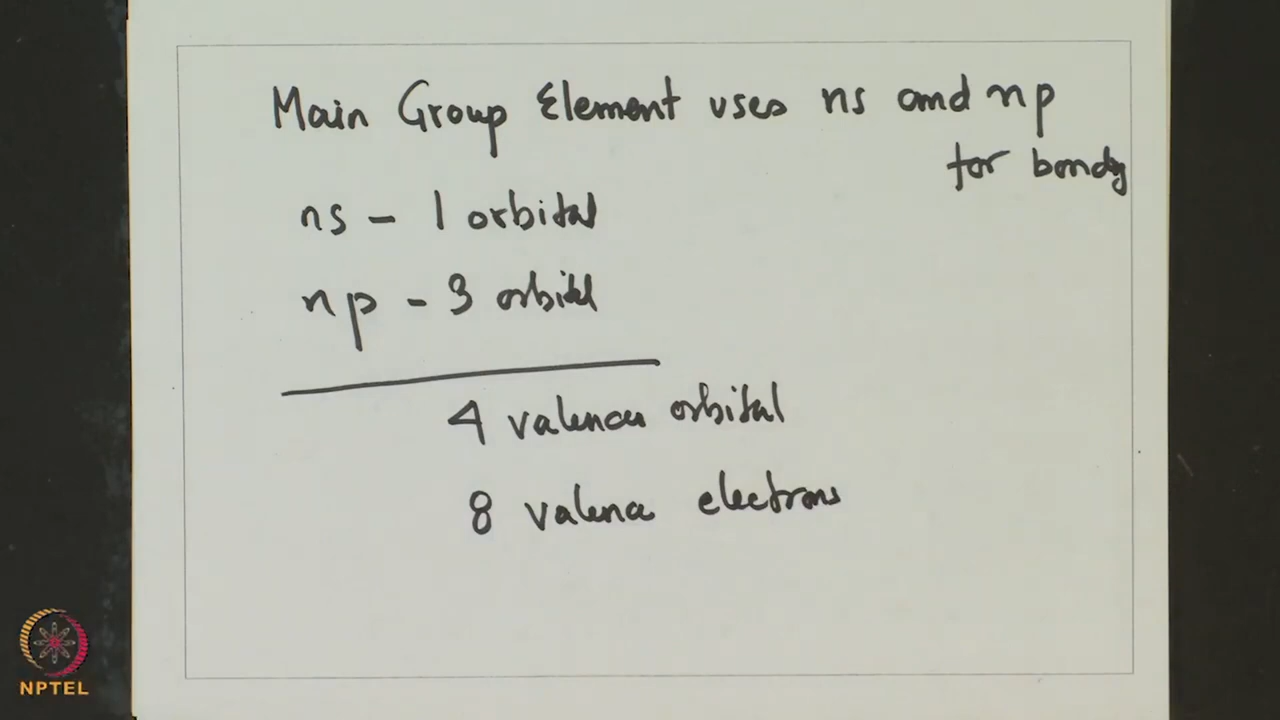 Main Group Element uses ns and np
for bondg
ns - 1 orbital
np - 3 orbital
4 valence orbital
8 valence electrons
NPTEL